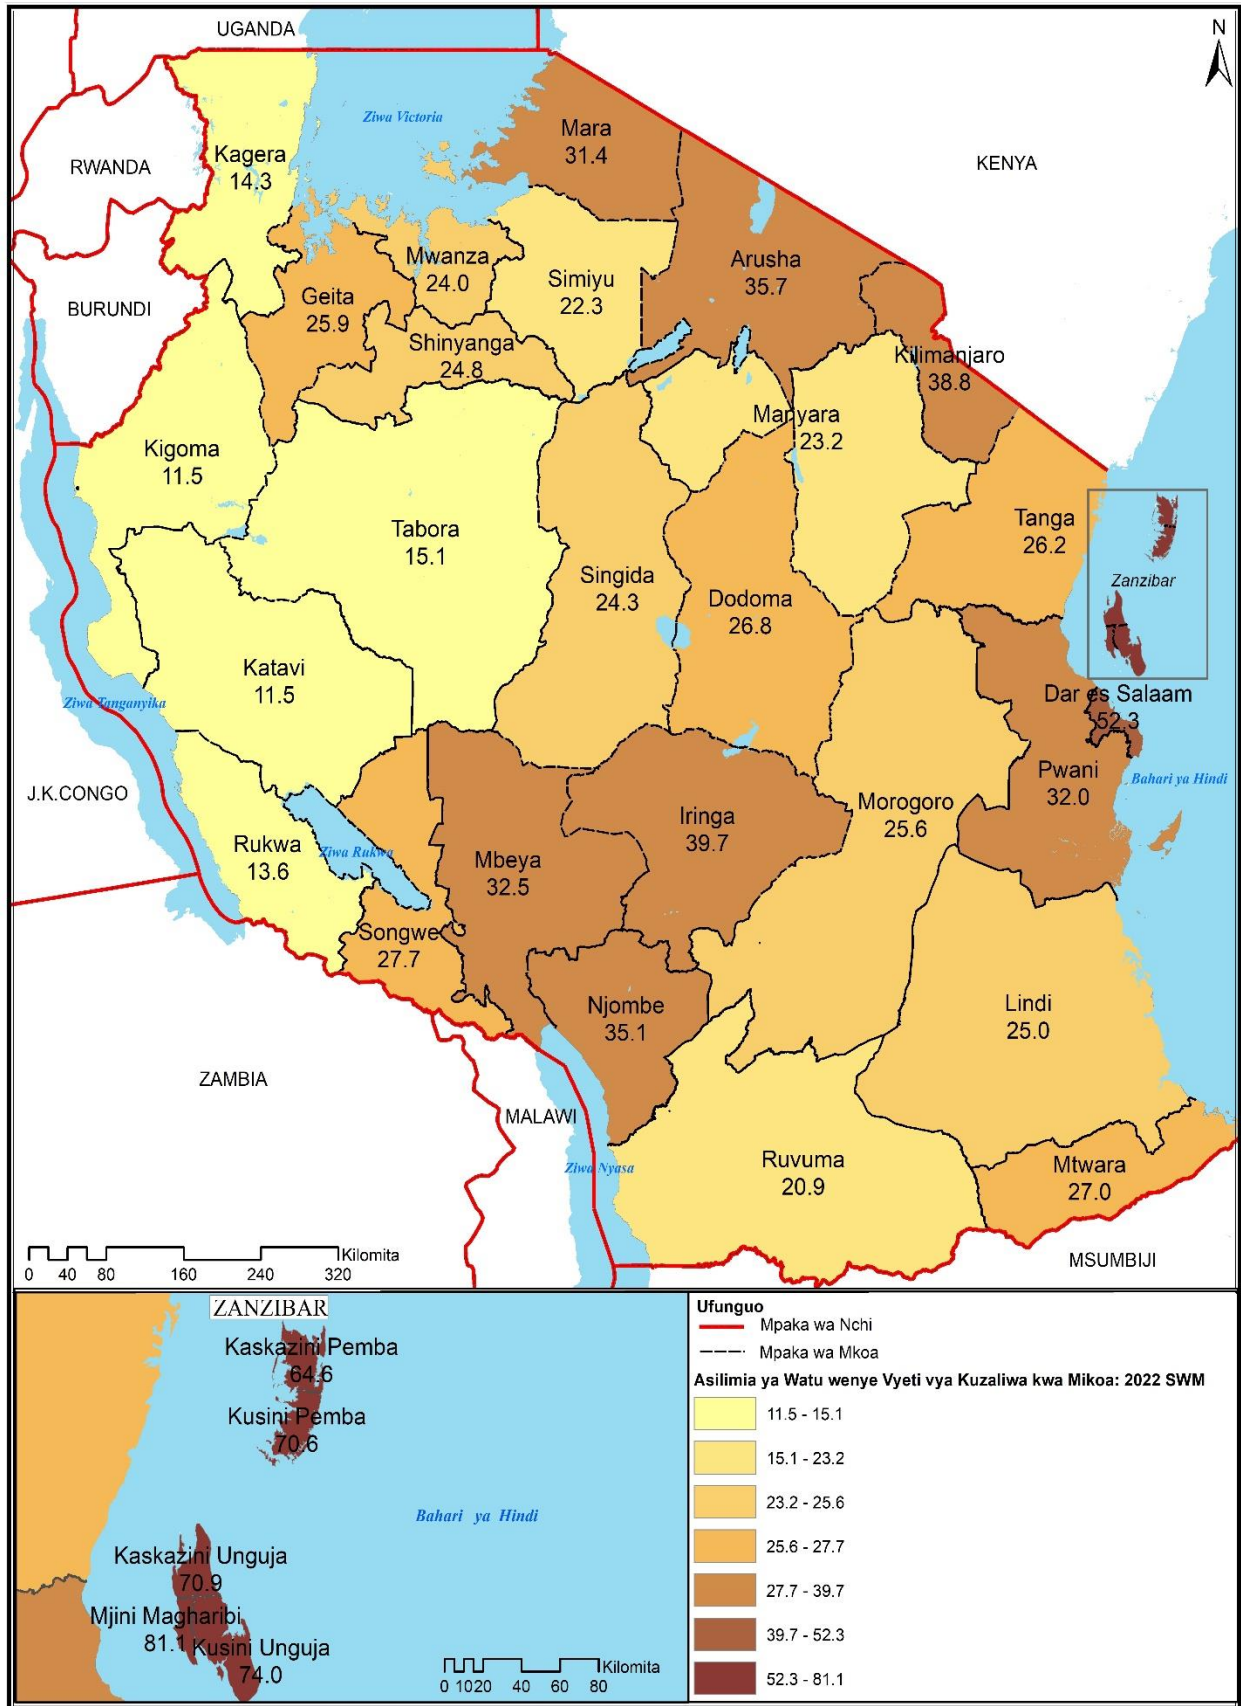 UGANDA
N
Ziwa Victoria
Mara
31.4
KENYA
RWANDA
Kagera
14.3
Arusha
35.7
Mwanza
24.0
Simiyu
22.3
BURUNDI
Geita
25.9
Shinyanga
24.8
Kilimanjaro
38.8
Manyara
23.2
Kigoma
11.5
Tabora
15.1
Tanga
26.2
Singida
24.3
Dodoma
26.8
Zanzibar
Katavi
11.5
Ziwa Tanganyika
Dar es Salaam
52.3
Pwani
32.0
Bahari ya Hindi
J.K.CONGO
Morogoro
25.6
Iringa
39.7
Rukwa
13.6
Ziwa Rukwa
Mbeya
32.5
Songwe
27.7
Njombe
35.1
Lindi
25.0
ZAMBIA
MALAWI
Ziwa Nyasa
Ruvuma
20.9
Mtwara
27.0
MSUMBIJI
Kilomita
0 40 80 160 240 320
ZANZIBAR
Kaskazini Pemba
64.6
Kusini Pemba
70.6
Bahari ya Hindi
Kaskazini Unguja
70.9
Mjini Magharibi
81.1
Kusini Unguja
74.0
Kilomita
0 10 20 40 60 80
Ufunguo
Mpaka wa Nchi
Mpaka wa Mkoa
Asilimia ya Watu wenye Vyeti vya Kuzaliwa kwa Mikoa: 2022 SWM
11.5 - 15.1
15.1 - 23.2
23.2 - 25.6
25.6 - 27.7
27.7 - 39.7
39.7 - 52.3
52.3 - 81.1